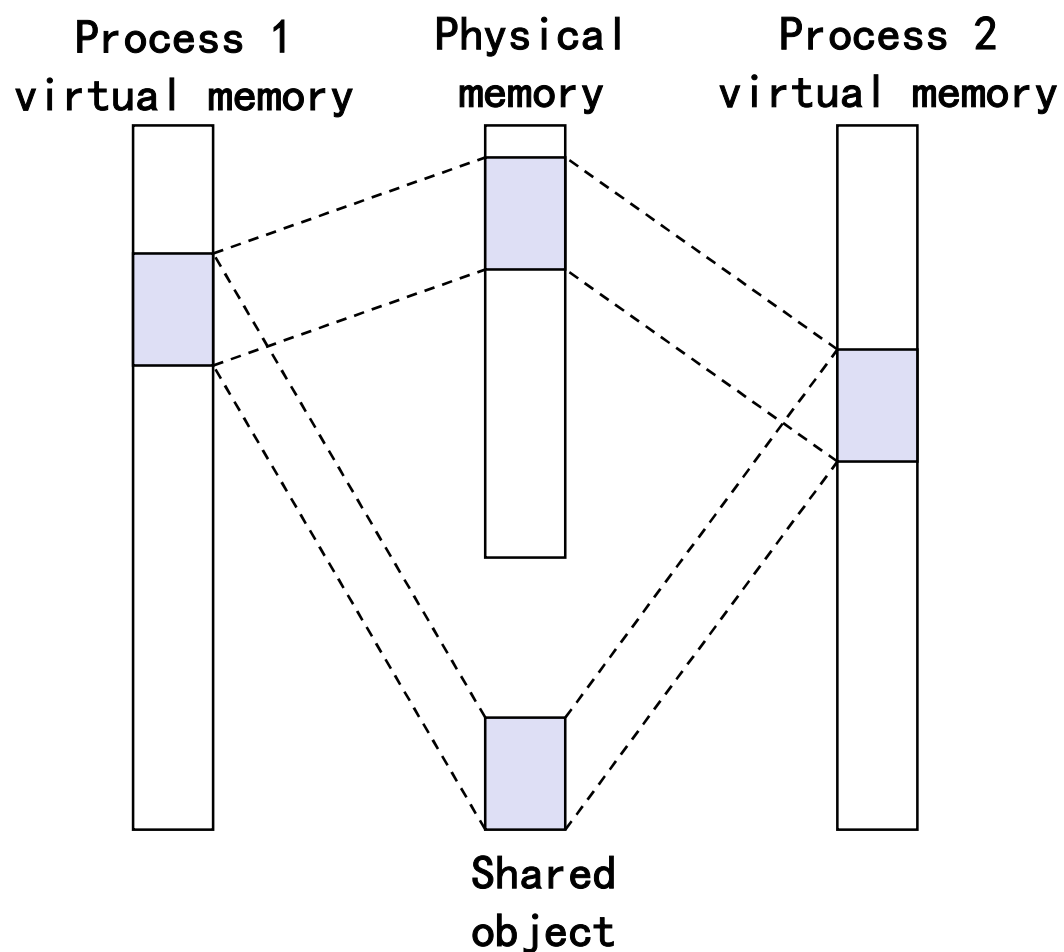 Process 1
virtual memory
Physical
memory
Process 2
virtual memory
Shared
object